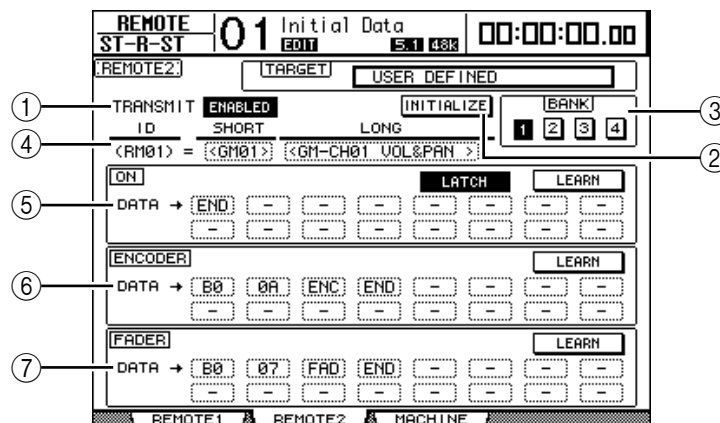 REMOTE
ST-R-ST
01 Initial Data
EDIT 5.1 48k
00:00:00.00
REMOTE2
TARGET USER DEFINED
① TRANSMIT ENABLED INITIALIZE BANK ③
ID SHORT LONG 1 2 3 4
② 
④ (RM01) = <GM01> <GM-CH01 VOL&PAN >
ON LATCH LEARN
⑤ DATA → END - - - - - - -
- - - - - - - -
ENCODER LEARN
⑥ DATA → B0 0A ENC END - - - -
- - - - - - - -
FADER LEARN
⑦ DATA → B0 07 FAD END - - - -
- - - - - - - -
REMOTE1 REMOTE2 MACHINE